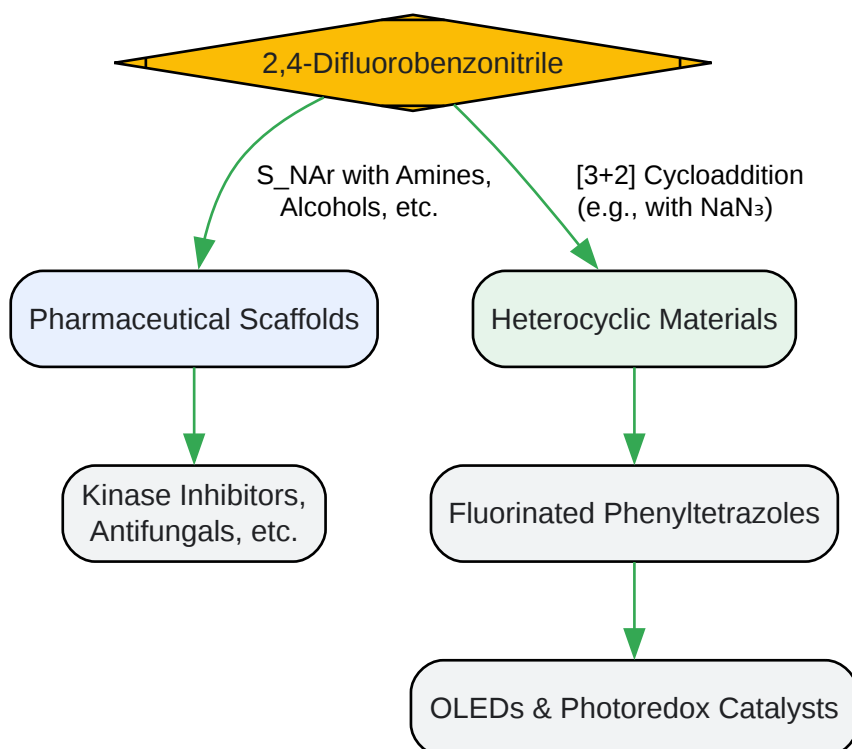 2,4-Difluorobenzonitrile
S_NAr with Amines,
Alcohols, etc.
[3+2] Cycloaddition
(e.g., with NaN₃)
Pharmaceutical Scaffolds
Heterocyclic Materials
Kinase Inhibitors,
Antifungals, etc.
Fluorinated Phenyltetrazoles
OLEDs & Photoredox Catalysts